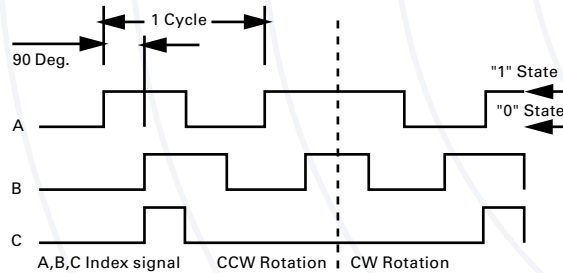 1 Cycle
90 Deg.
"1" State
"0" State
A
B
C
A,B,C Index signal CCW Rotation CW Rotation